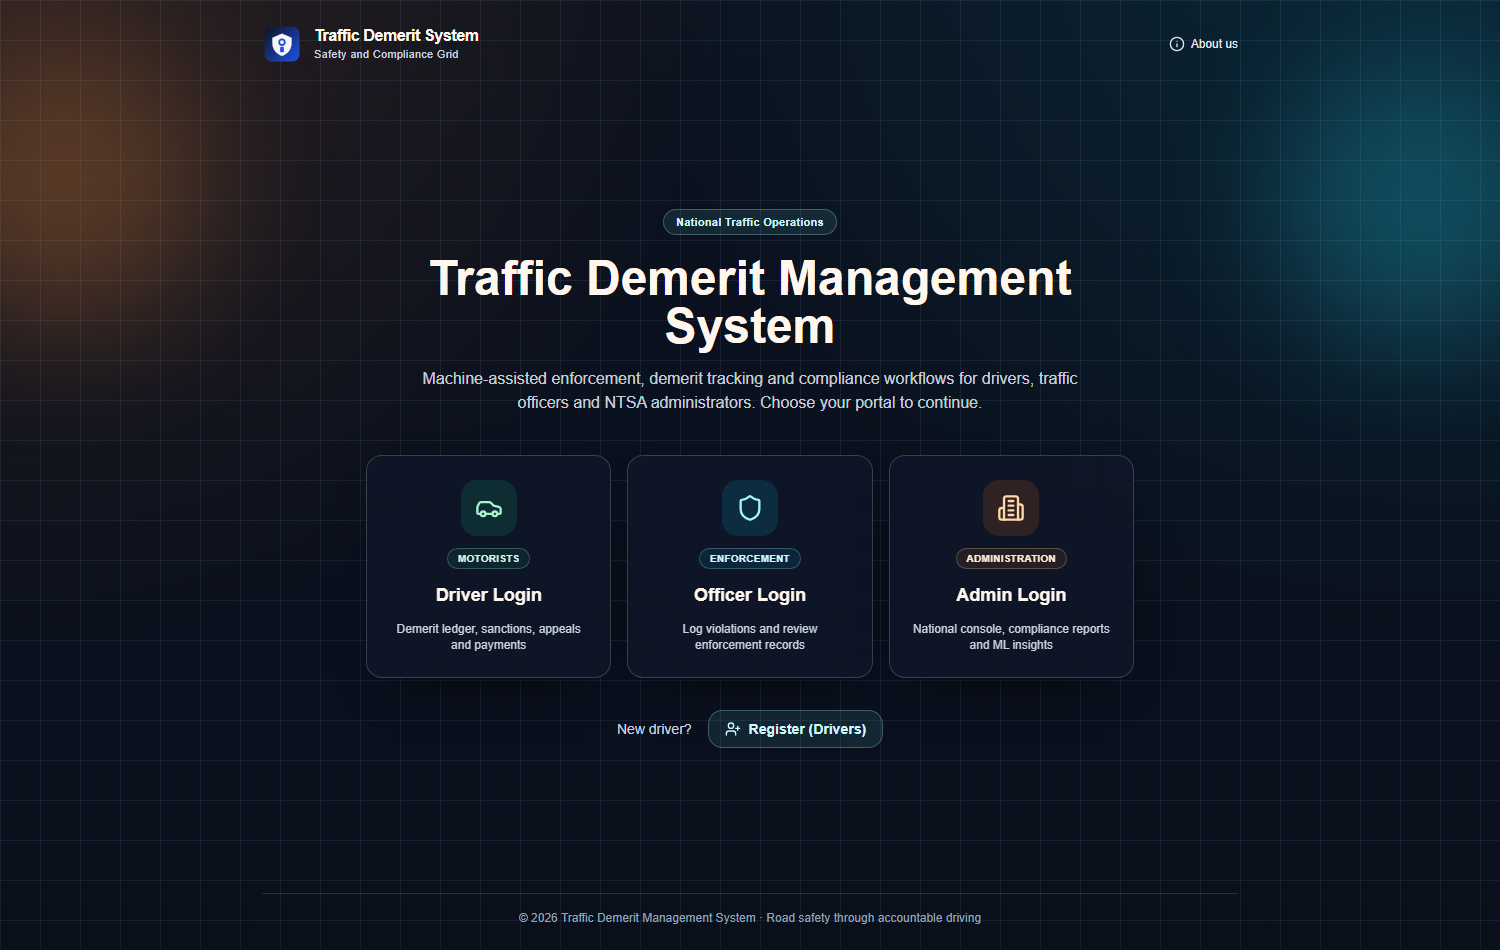 Traffic Demerit System
Safety and Compliance Grid
About us
National Traffic Operations
Traffic Demerit Management
System
Machine-assisted enforcement, demerit tracking and compliance workflows for drivers, traffic
officers and NTSA administrators. Choose your portal to continue.
MOTORISTS
Driver Login
Demerit ledger, sanctions, appeals
and payments
ENFORCEMENT
Officer Login
Log violations and review
enforcement records
ADMINISTRATION
Admin Login
National console, compliance reports
and ML insights
New driver?
Register (Drivers)
© 2026 Traffic Demerit Management System · Road safety through accountable driving